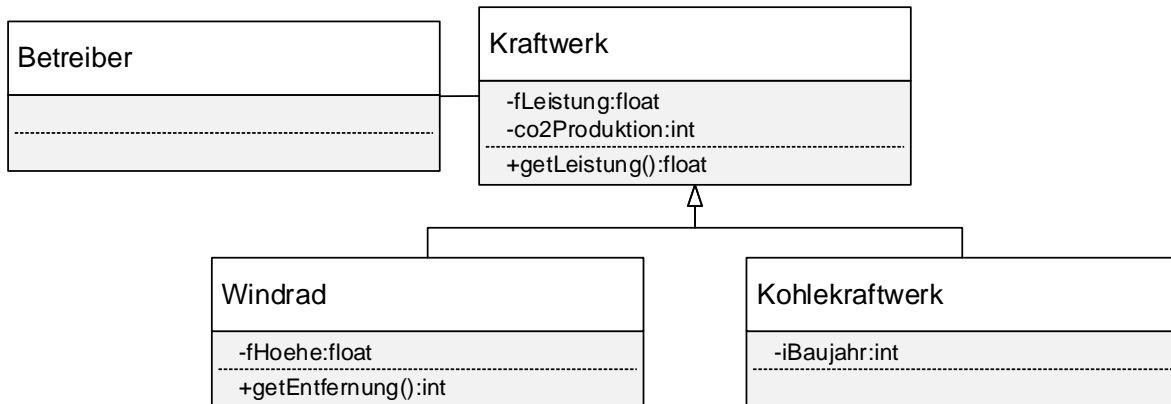 Betreiber
Kraftwerk
-fLeistung:float
-co2Produktion:int
+getLeistung():float
Windrad
-fHoehe:float
+getEntfernung():int
Kohlekraftwerk
-iBaujahr:int